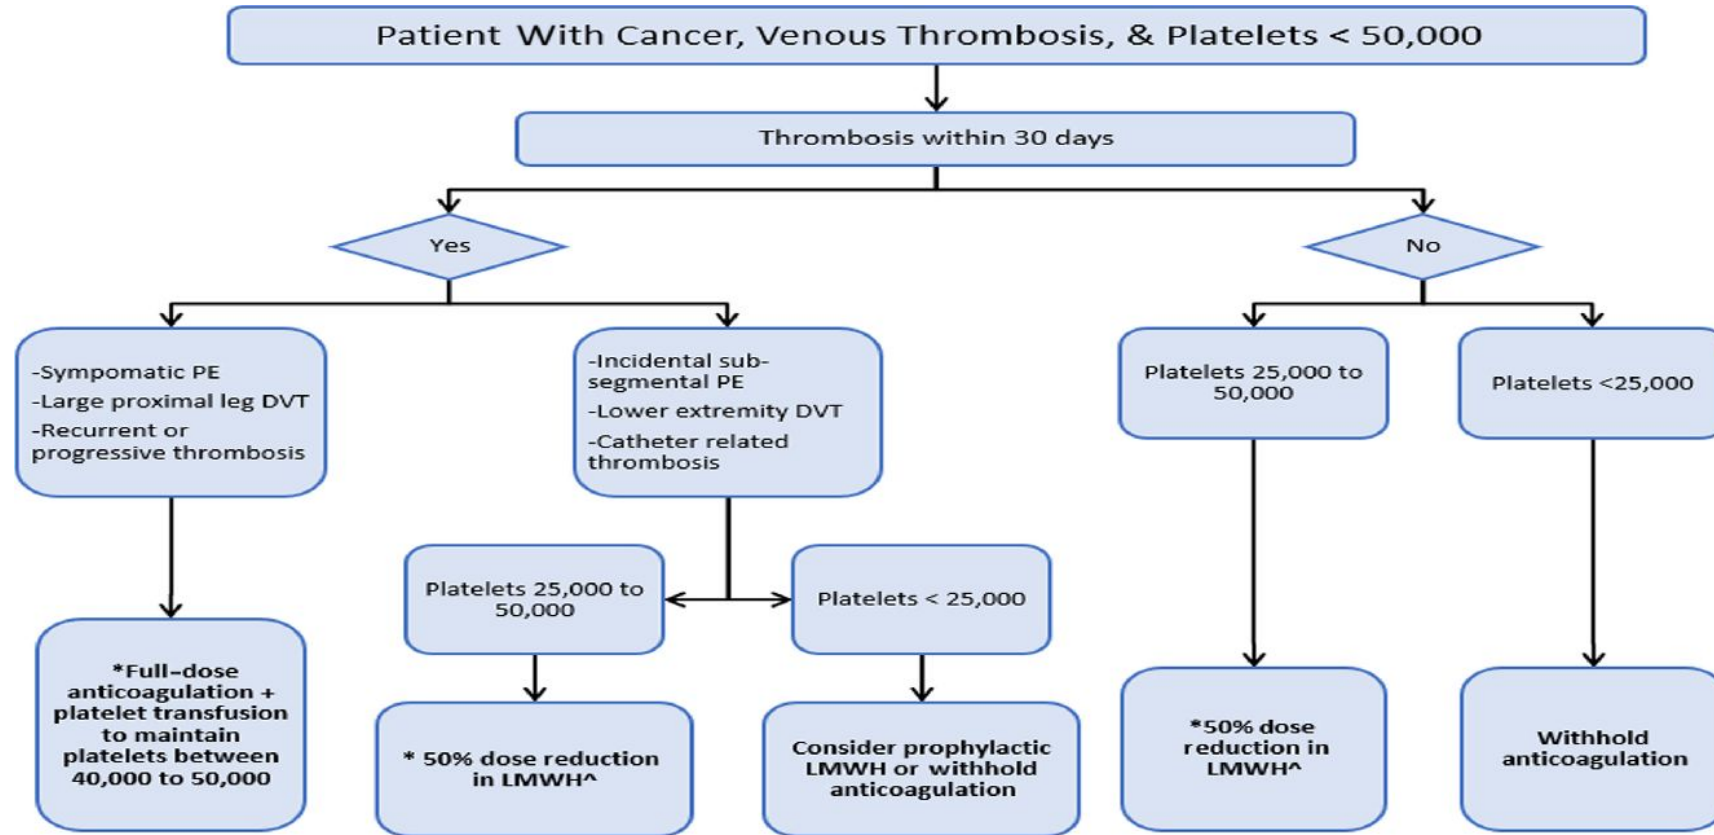 Patient With Cancer, Venous Thrombosis, & Platelets < 50,000
Thrombosis within 30 days
Yes
No
-Sympomatic PE
-Large proximal leg DVT
-Recurrent or
progressive thrombosis
-Incidental sub-
segmental PE
-Lower extremity DVT
-Catheter related
thrombosis
Platelets 25,000 to
50,000
Platelets <25,000
Platelets 25,000 to
50,000
Platelets < 25,000
*Full-dose
anticoagulation +
platelet transfusion
to maintain
platelets between
40,000 to 50,000
* 50% dose reduction
in LMWH^
Consider prophylactic
LMWH or withhold
anticoagulation
*50% dose
reduction in
LMWH^
Withhold
anticoagulation